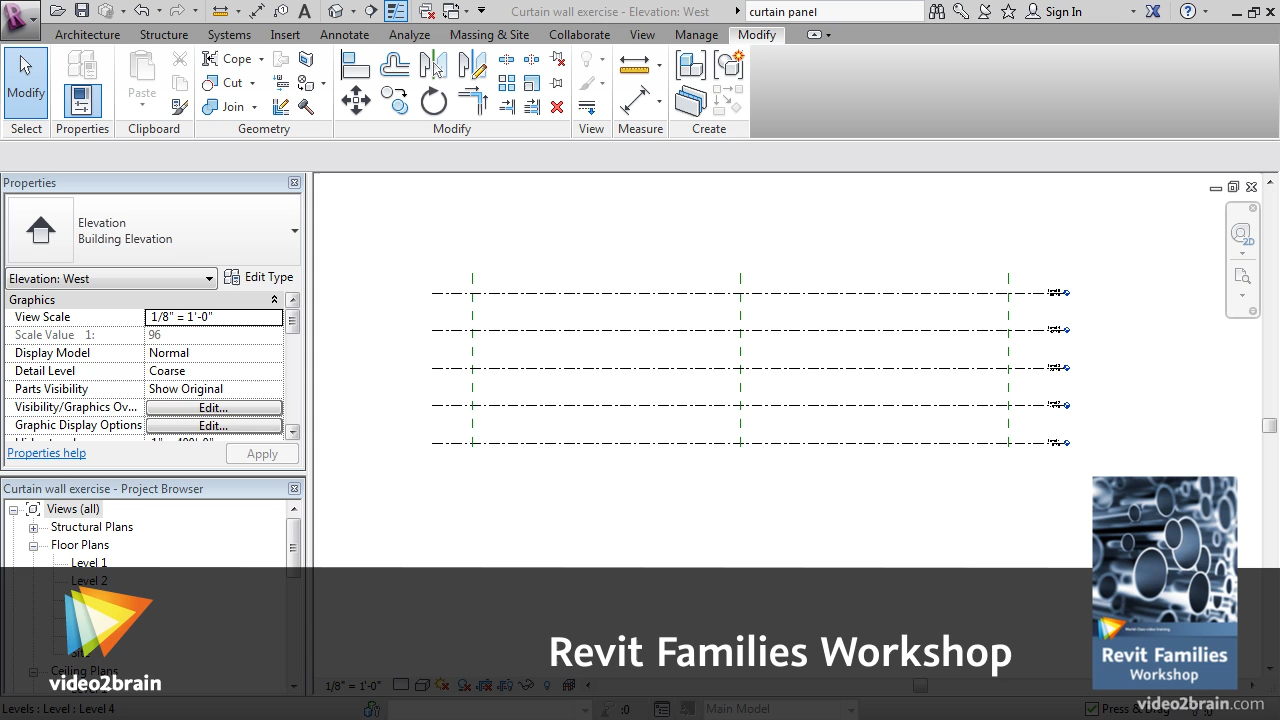 Curtain wall exercise - Elevation: West
curtain panel
Sign In
Architecture Structure Systems Insert Annotate Analyze Massing & Site Collaborate View Manage Modify
Modify
Paste
Cope
Cut
Join
Select Properties Clipboard Geometry Modify View Measure Create
Properties
Elevation
Building Elevation
Elevation: West
Edit Type
Graphics
View Scale 1/8" = 1'-0"
Scale Value 1: 96
Display Model Normal
Detail Level Coarse
Parts Visibility Show Original
Visibility/Graphics Ov... Edit...
Graphic Display Options Edit...
Properties help
Apply
2D
Curtain wall exercise - Project Browser
Views (all)
Structural Plans
Floor Plans
Level 1
Level 2
Site
Ceiling Plans
video2brain
Revit Families Workshop
Revit Families
Workshop
1/8" = 1'-0"
video2brain.com
Levels : Level : Level 4
:0
Main Model
Press & Drag